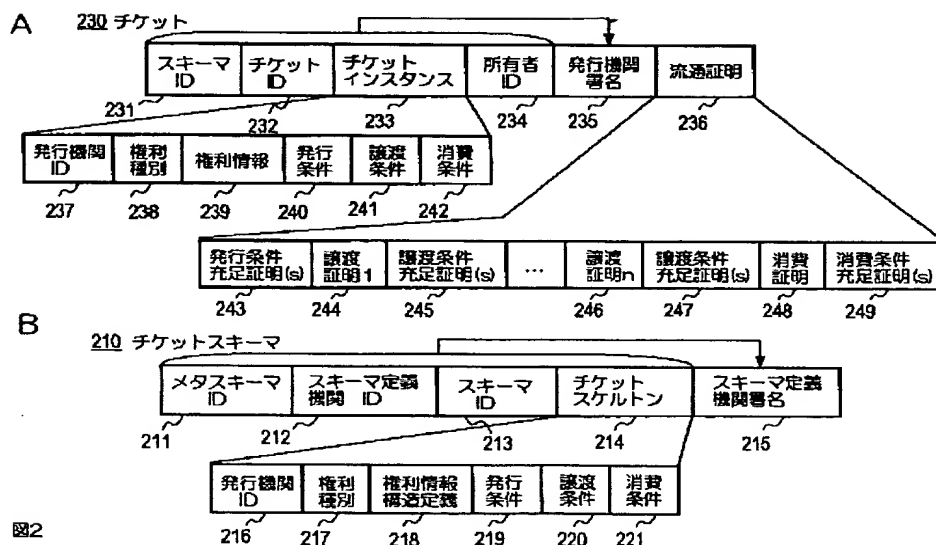 A
230 チケット
スキーマ
ID
チケット
ID
チケット
インスタンス
所有者
ID
発行機関
署名
流通証明
231
232
233
234
235
236
発行機関
ID
権利
種別
権利情報
発行
条件
譲渡
条件
消費
条件
237
238
239
240
241
242
発行条件
充足証明(s)
譲渡
証明1
譲渡条件
充足証明(s)
…
譲渡
証明n
譲渡条件
充足証明(s)
消費
証明
消費条件
充足証明(s)
243
244
245
246
247
248
249
B
210 チケットスキーマ
メタスキーマ
ID
スキーマ定義
機関 ID
スキーマ
ID
チケット
スケルトン
スキーマ定義
機関署名
211
212
213
214
215
発行機関
ID
権利
種別
権利情報
構造定義
発行
条件
譲渡
条件
消費
条件
216
217
218
219
220
221
図2